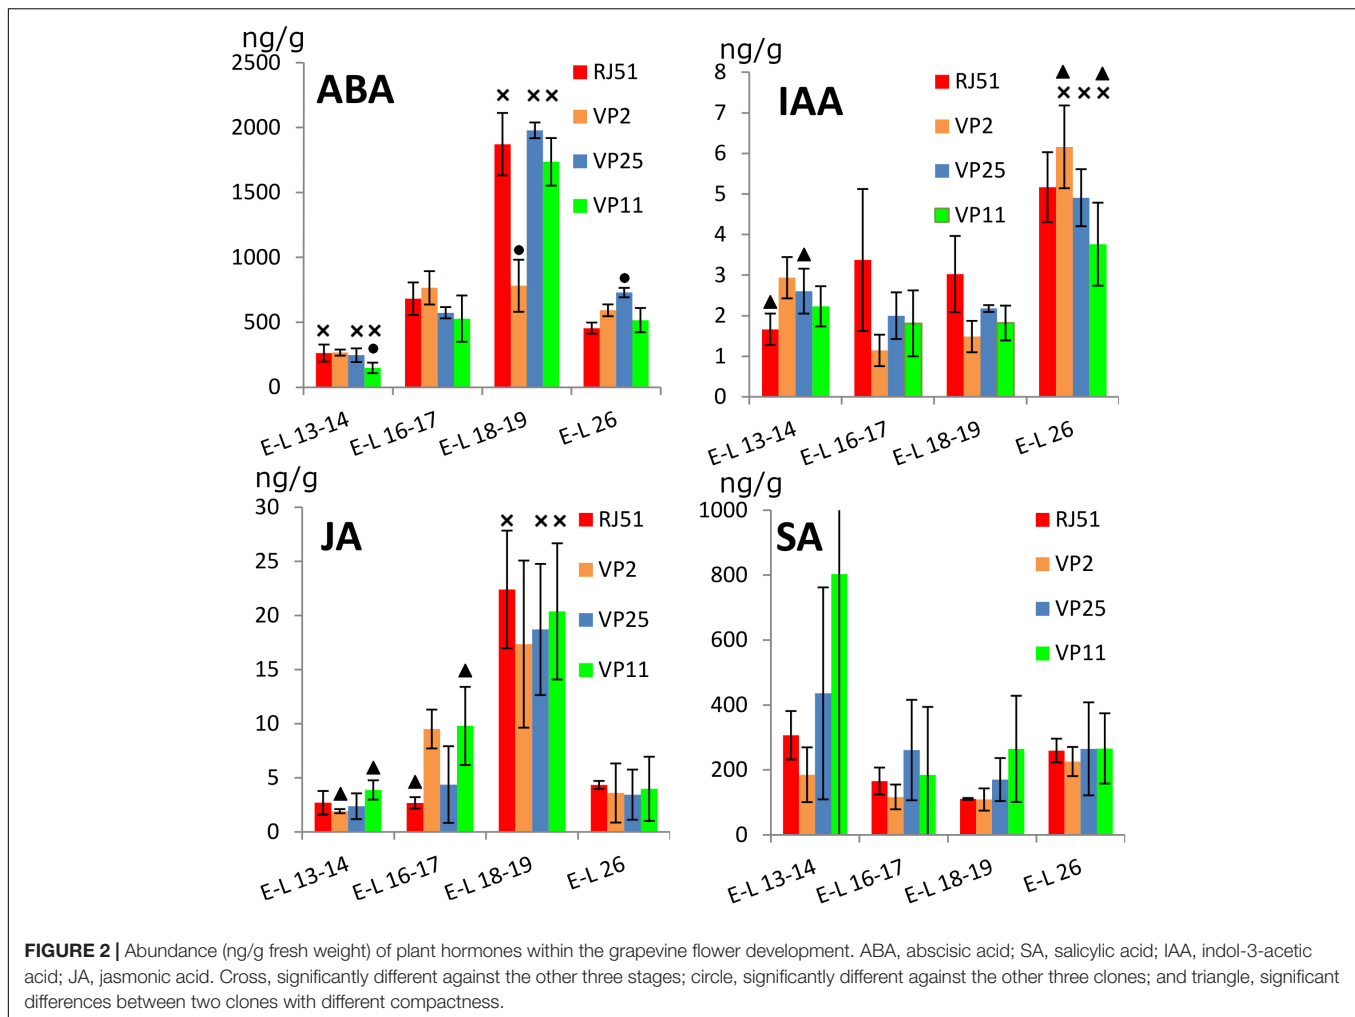 ng/g
2500
2000
1500
1000
500
0
ABA
RJ51
VP2
VP25
VP11
E-L 13-14
E-L 16-17
E-L 18-19
E-L 26
ng/g
8
7
6
5
4
3
2
1
0
IAA
RJ51
VP2
VP25
VP11
E-L 13-14
E-L 16-17
E-L 18-19
E-L 26
ng/g
30
25
20
15
10
5
0
JA
RJ51
VP2
VP25
VP11
E-L 13-14
E-L 16-17
E-L 18-19
E-L 26
ng/g
1000
800
600
400
200
0
SA
RJ51
VP2
VP25
VP11
E-L 13-14
E-L 16-17
E-L 18-19
E-L 26
FIGURE 2 | Abundance (ng/g fresh weight) of plant hormones within the grapevine flower development. ABA, abscisic acid; SA, salicylic acid; IAA, indol-3-acetic
acid; JA, jasmonic acid. Cross, significantly different against the other three stages; circle, significantly different against the other three clones; and triangle, significant
differences between two clones with different compactness.